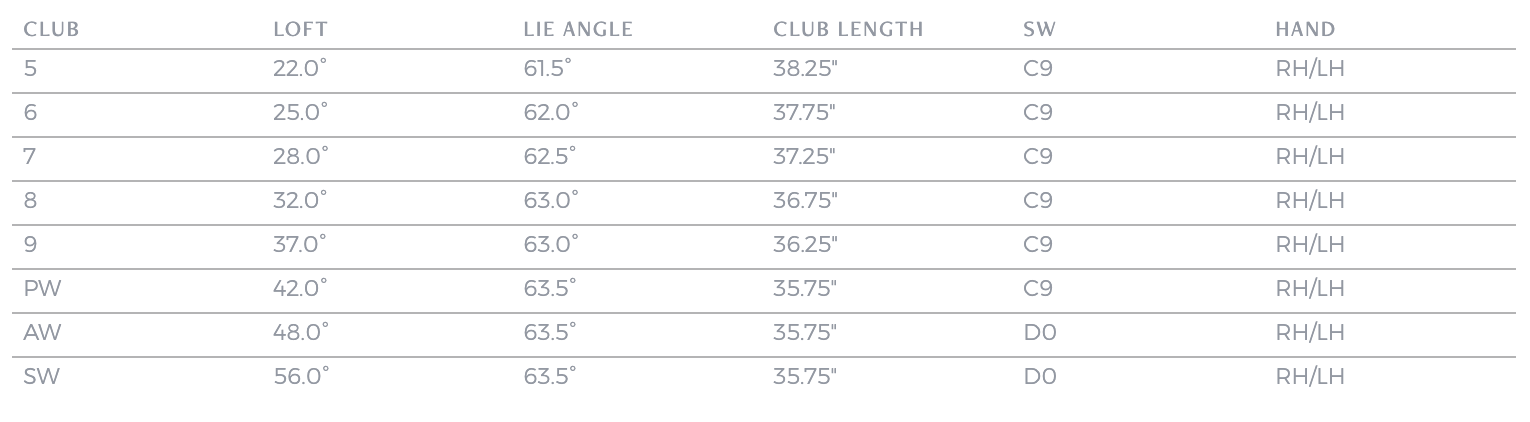 CLUB LOFT LIE ANGLE CLUB LENGTH SW HAND
5 22.0° 61.5° 38.25" C9 RH/LH
6 25.0° 62.0° 37.75" C9 RH/LH
7 28.0° 62.5° 37.25" C9 RH/LH
8 32.0° 63.0° 36.75" C9 RH/LH
9 37.0° 63.0° 36.25" C9 RH/LH
PW 42.0° 63.5° 35.75" C9 RH/LH
AW 48.0° 63.5° 35.75" D0 RH/LH
SW 56.0° 63.5° 35.75" D0 RH/LH